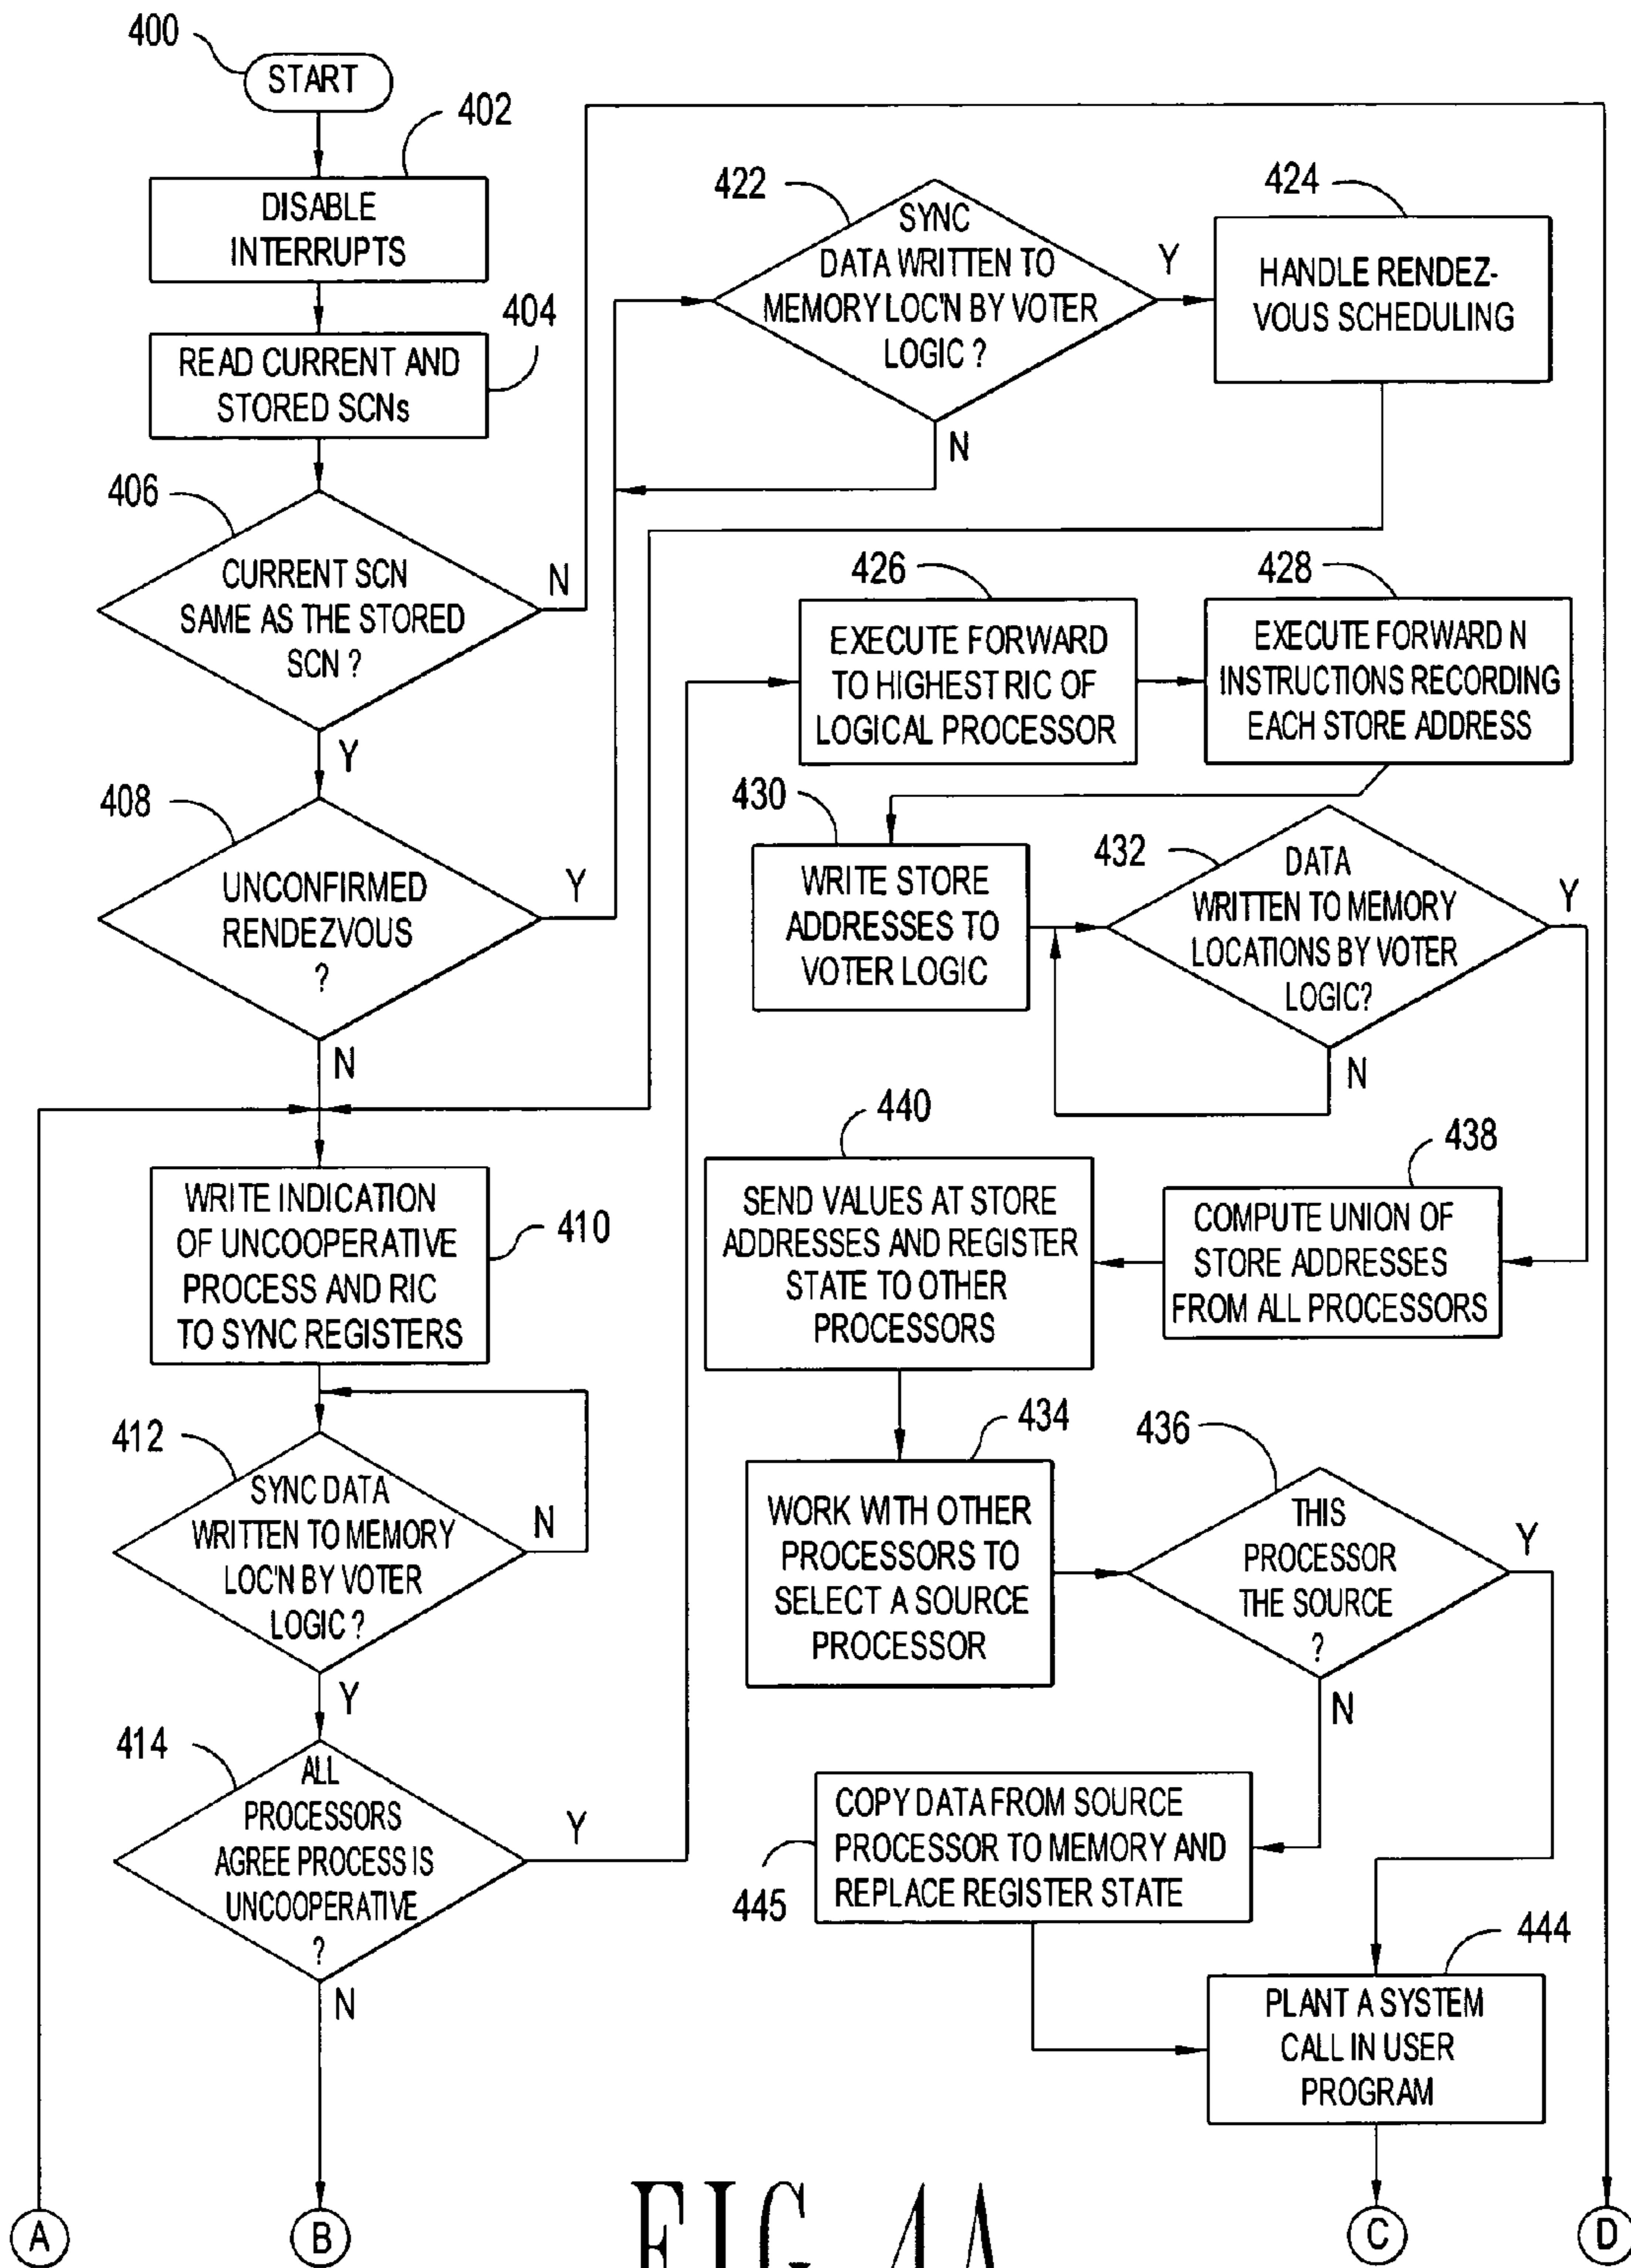 400
START
402
DISABLE
INTERRUPTS
404
READ CURRENT AND
STORED SCNs
406
CURRENT SCN
SAME AS THE STORED
SCN ?
N
Y
408
UNCONFIRMED
RENDEZVOUS
?
Y
N
WRITE INDICATION
OF UNCOOPERATIVE
PROCESS AND RIC
TO SYNC REGISTERS
410
412
SYNC DATA
WRITTEN TO MEMORY
LOC'N BY VOTER
LOGIC ?
N
Y
414
ALL
PROCESSORS
AGREE PROCESS IS
UNCOOPERATIVE
?
Y
N
422
SYNC
DATA WRITTEN TO
MEMORY LOC'N BY VOTER
LOGIC ?
Y
N
424
HANDLE RENDEZ-
VOUS SCHEDULING
426
EXECUTE FORWARD
TO HIGHEST RIC OF
LOGICAL PROCESSOR
428
EXECUTE FORWARD N
INSTRUCTIONS RECORDING
EACH STORE ADDRESS
430
WRITE STORE
ADDRESSES TO
VOTER LOGIC
432
DATA
WRITTEN TO MEMORY
LOCATIONS BY VOTER
LOGIC?
Y
N
438
COMPUTE UNION OF
STORE ADDRESSES
FROM ALL PROCESSORS
440
SEND VALUES AT STORE
ADDRESSES AND REGISTER
STATE TO OTHER
PROCESSORS
434
WORK WITH OTHER
PROCESSORS TO
SELECT A SOURCE
PROCESSOR
436
THIS
PROCESSOR
THE SOURCE
?
Y
N
COPY DATA FROM SOURCE
PROCESSOR TO MEMORY AND
REPLACE REGISTER STATE
445
444
PLANT A SYSTEM
CALL IN USER
PROGRAM
A
B
C
D
FIG. 4A